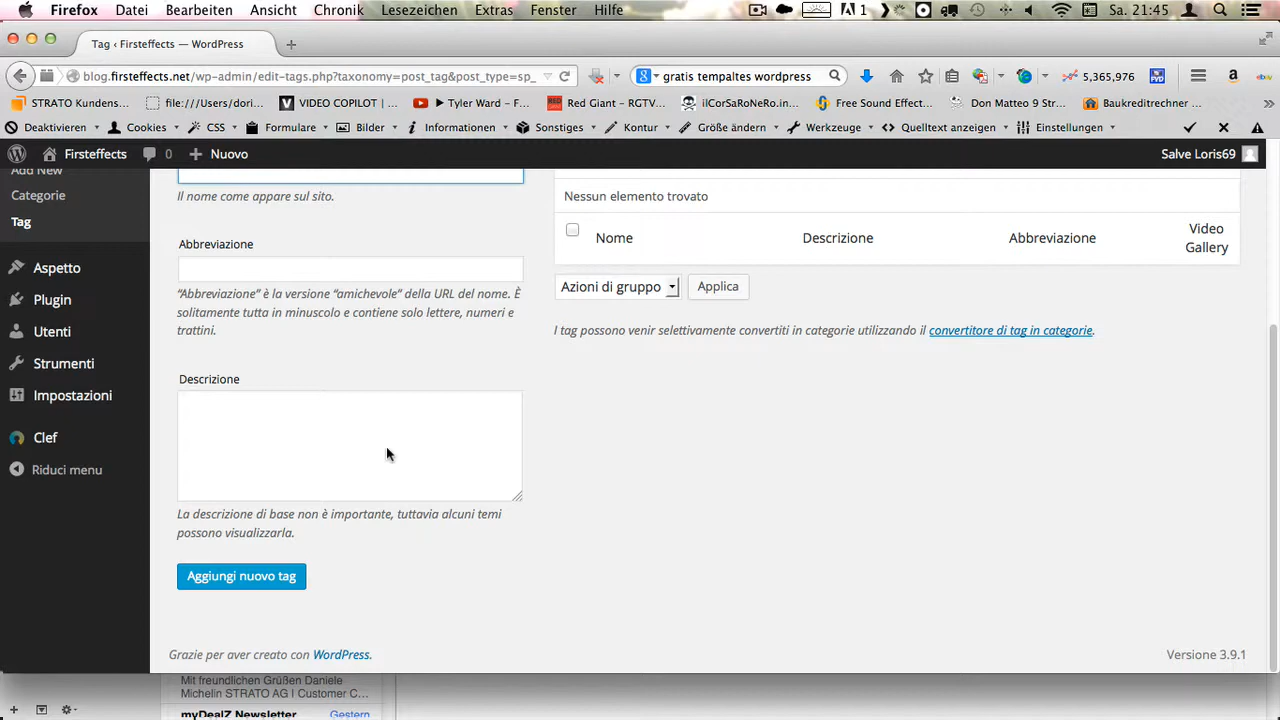 Firefox Datei Bearbeiten Ansicht Chronik Lesezeichen Extras Fenster Hilfe 1 Sa. 21:45
Tag ‹ Firsteffects — WordPress
blog.firsteffects.net/wp-admin/edit-tags.php?taxonomy=post_tag&post_type=sp_ gratis tempaltes wordpress 5,365,976
STRATO Kundens... file:///Users/dori... VIDEO COPILOT | ... Tyler Ward – F... Red Giant – RGTV... ilCorSaRoNeRo.in... Free Sound Effect... Don Matteo 9 Str... Baukreditrechner ...
Deaktivieren Cookies CSS Formulare Bilder Informationen Sonstiges Kontur Größe ändern Werkzeuge Quelltext anzeigen Einstellungen
Firsteffects 0 Nuovo Salve Loris69
Add New
Categorie
Tag
Aspetto
Plugin
Utenti
Strumenti
Impostazioni
Clef
Riduci menu
Il nome come appare sul sito.
Abbreviazione
“Abbreviazione” è la versione “amichevole” della URL del nome. È
solitamente tutta in minuscolo e contiene solo lettere, numeri e
trattini.
Descrizione
La descrizione di base non è importante, tuttavia alcuni temi
possono visualizzarla.
Aggiungi nuovo tag
Nessun elemento trovato
Nome Descrizione Abbreviazione Video
Gallery
Azioni di gruppo Applica
I tag possono venir selettivamente convertiti in categorie utilizzando il convertitore di tag in categorie.
Grazie per aver creato con WordPress. Versione 3.9.1
Mit freundlichen Grüßen Daniele
Michelin STRATO AG I Customer C...
myDealZ Newsletter Gestern